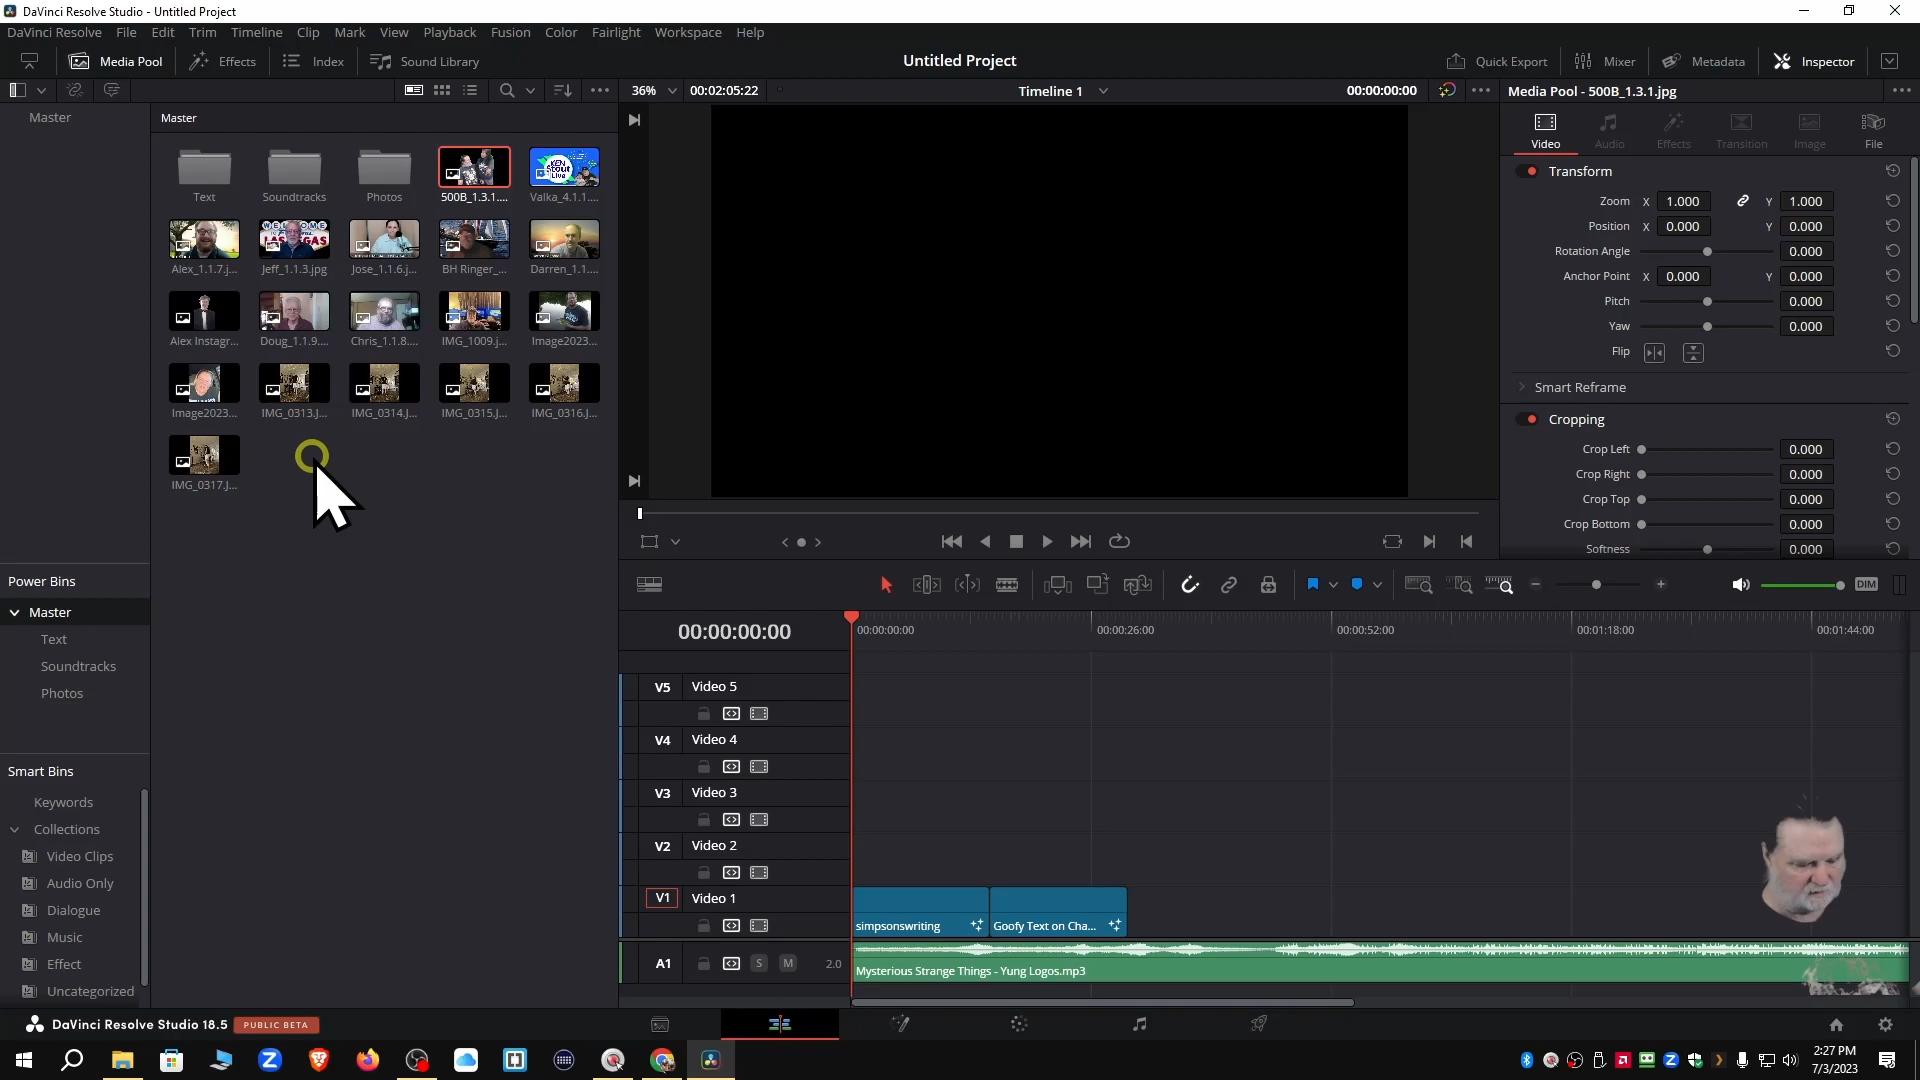 DaVinci Resolve Studio - Untitled Project
DaVinci Resolve File Edit Trim Timeline Clip Mark View Playback Fusion Color Fairlight Workspace Help
Media Pool Effects Index Sound Library Untitled Project Quick Export Mixer Metadata Inspector
36% 00:02:05:22 Timeline 1 00:00:00:00 Media Pool - 500B_1.3.1.jpg
Master
Master
Text Soundtracks Photos 500B_1.3.1.... Valka_4.1.1....
Alex_1.1.7.j... Jeff_1.1.3.jpg Jose_1.1.6.j... BH Ringer_... Darren_1.1....
Alex Instagr... Doug_1.1.9.... Chris_1.1.8.... IMG_1009.j... Image2023...
Image2023... IMG_0313.J... IMG_0314.J... IMG_0315.J... IMG_0316.J...
IMG_0317.J...
Video Audio Effects Transition Image File
Transform
Zoom X 1.000 Y 1.000
Position X 0.000 Y 0.000
Rotation Angle 0.000
Anchor Point X 0.000 Y 0.000
Pitch 0.000
Yaw 0.000
Flip
Smart Reframe
Cropping
Crop Left 0.000
Crop Right 0.000
Crop Top 0.000
Crop Bottom 0.000
Softness 0.000
Power Bins
Master
Text
Soundtracks
Photos
Smart Bins
Keywords
Collections
Video Clips
Audio Only
Dialogue
Music
Effect
Uncategorized
DIM
00:00:00:00 00:00:00:00 00:00:26:00 00:00:52:00 00:01:18:00 00:01:44:00
V5 Video 5
V4 Video 4
V3 Video 3
V2 Video 2
V1 Video 1
simpsonswriting Goofy Text on Cha...
A1 S M 2.0
Mysterious Strange Things - Yung Logos.mp3
DaVinci Resolve Studio 18.5 PUBLIC BETA
2:27 PM
7/3/2023